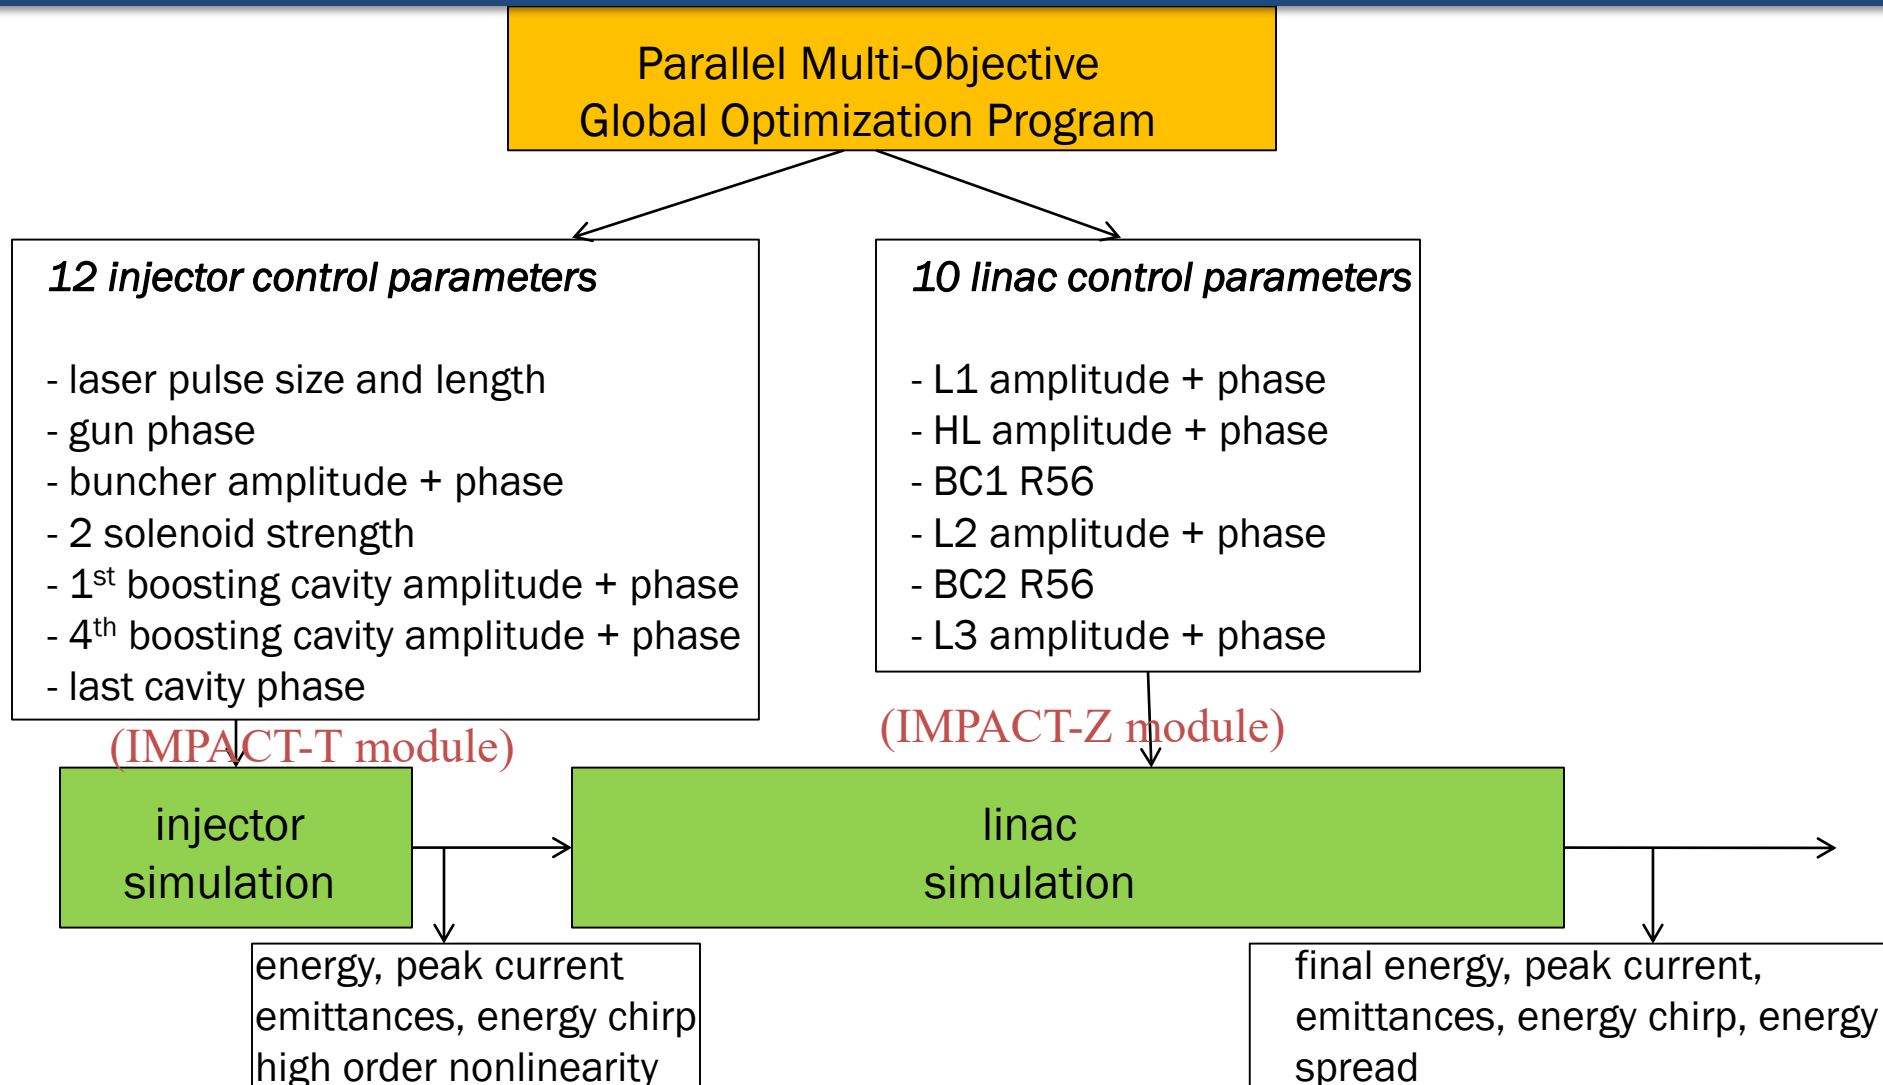 Parallel Multi-Objective
Global Optimization Program
12 injector control parameters
- laser pulse size and length
- gun phase
- buncher amplitude + phase
- 2 solenoid strength
- 1st boosting cavity amplitude + phase
- 4th boosting cavity amplitude + phase
- last cavity phase
10 linac control parameters
- L1 amplitude + phase
- HL amplitude + phase
- BC1 R56
- L2 amplitude + phase
- BC2 R56
- L3 amplitude + phase
(IMPACT-T module)
(IMPACT-Z module)
injector
simulation
linac
simulation
energy, peak current
emittances, energy chirp
high order nonlinearity
final energy, peak current,
emittances, energy chirp, energy
spread